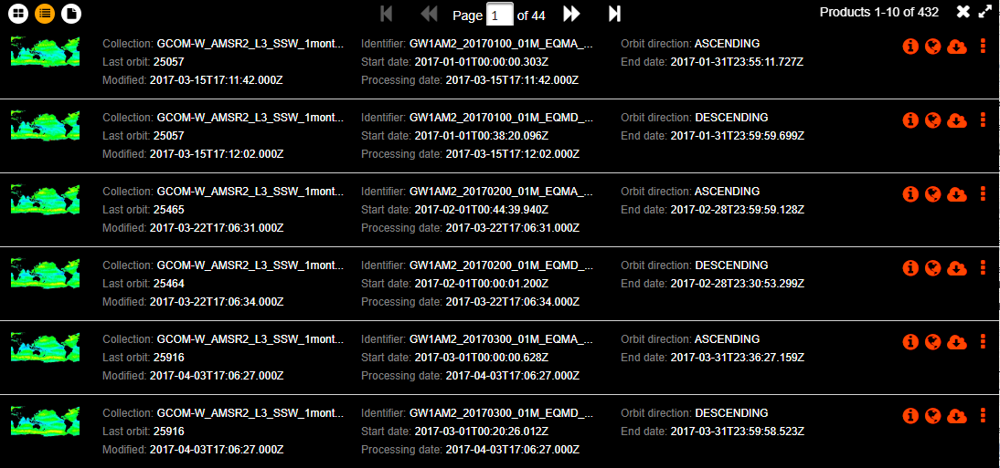 Page 1 of 44 Products 1-10 of 432
Collection: GCOM-W_AMSR2_L3_SSW_1mont... Identifier: GW1AM2_20170100_01M_EQMA_... Orbit direction: ASCENDING
Last orbit: 25057 Start date: 2017-01-01T00:00:00.303Z End date: 2017-01-31T23:55:11.727Z
Modified: 2017-03-15T17:11:42.000Z Processing date: 2017-03-15T17:11:42.000Z
Collection: GCOM-W_AMSR2_L3_SSW_1mont... Identifier: GW1AM2_20170100_01M_EQMD_... Orbit direction: DESCENDING
Last orbit: 25057 Start date: 2017-01-01T00:38:20.096Z End date: 2017-01-31T23:59:59.699Z
Modified: 2017-03-15T17:12:02.000Z Processing date: 2017-03-15T17:12:02.000Z
Collection: GCOM-W_AMSR2_L3_SSW_1mont... Identifier: GW1AM2_20170200_01M_EQMA_... Orbit direction: ASCENDING
Last orbit: 25465 Start date: 2017-02-01T00:44:39.940Z End date: 2017-02-28T23:59:59.128Z
Modified: 2017-03-22T17:06:31.000Z Processing date: 2017-03-22T17:06:31.000Z
Collection: GCOM-W_AMSR2_L3_SSW_1mont... Identifier: GW1AM2_20170200_01M_EQMD_... Orbit direction: DESCENDING
Last orbit: 25464 Start date: 2017-02-01T00:00:01.200Z End date: 2017-02-28T23:30:53.299Z
Modified: 2017-03-22T17:06:34.000Z Processing date: 2017-03-22T17:06:34.000Z
Collection: GCOM-W_AMSR2_L3_SSW_1mont... Identifier: GW1AM2_20170300_01M_EQMA_... Orbit direction: ASCENDING
Last orbit: 25916 Start date: 2017-03-01T00:00:00.628Z End date: 2017-03-31T23:36:27.159Z
Modified: 2017-04-03T17:06:27.000Z Processing date: 2017-04-03T17:06:27.000Z
Collection: GCOM-W_AMSR2_L3_SSW_1mont... Identifier: GW1AM2_20170300_01M_EQMD_... Orbit direction: DESCENDING
Last orbit: 25916 Start date: 2017-03-01T00:20:26.012Z End date: 2017-03-31T23:59:58.523Z
Modified: 2017-04-03T17:06:27.000Z Processing date: 2017-04-03T17:06:27.000Z